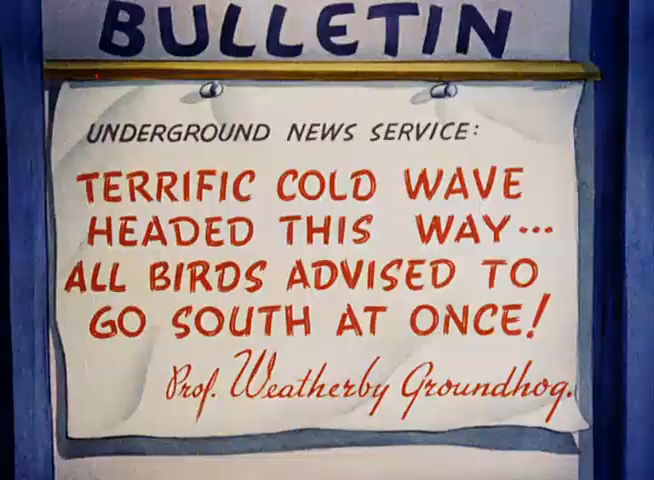 BULLETIN
UNDERGROUND NEWS SERVICE:
TERRIFIC COLD WAVE
HEADED THIS WAY...
ALL BIRDS ADVISED TO
GO SOUTH AT ONCE!
Prof. Weatherby Groundhog.